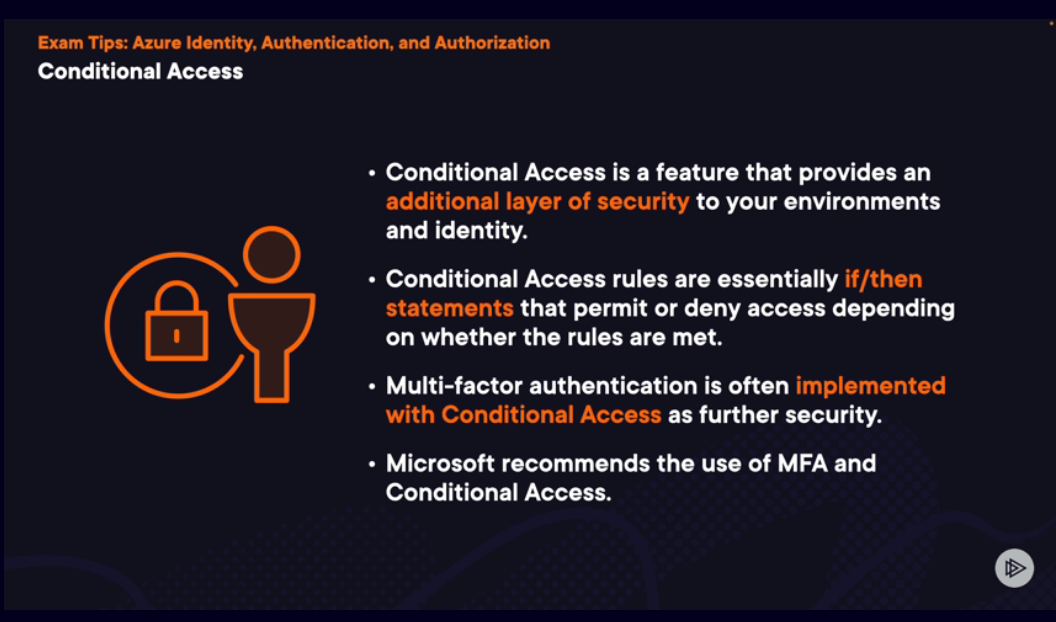 Exam Tips: Azure Identity, Authentication, and Authorization
Conditional Access
• Conditional Access is a feature that provides an
additional layer of security to your environments
and identity.
• Conditional Access rules are essentially if/then
statements that permit or deny access depending
on whether the rules are met.
• Multi-factor authentication is often implemented
with Conditional Access as further security.
• Microsoft recommends the use of MFA and
Conditional Access.